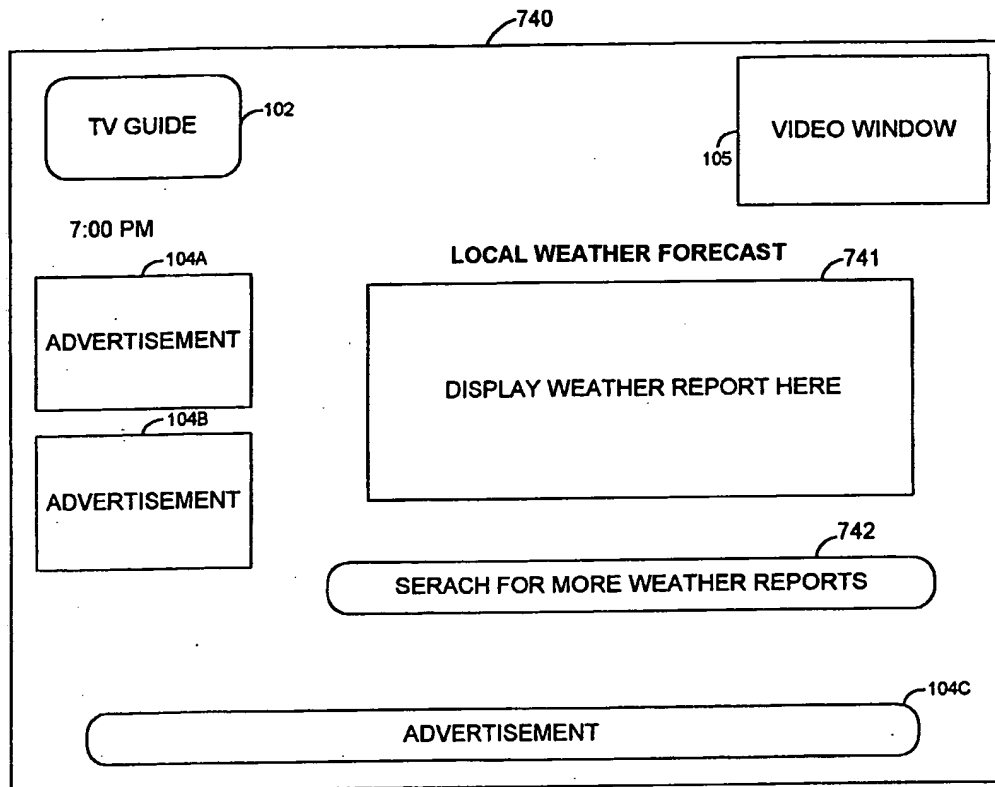 740
TV GUIDE
102
VIDEO WINDOW
105
7:00 PM
LOCAL WEATHER FORECAST
104A
741
ADVERTISEMENT
DISPLAY WEATHER REPORT HERE
104B
ADVERTISEMENT
742
SERACH FOR MORE WEATHER REPORTS
104C
ADVERTISEMENT